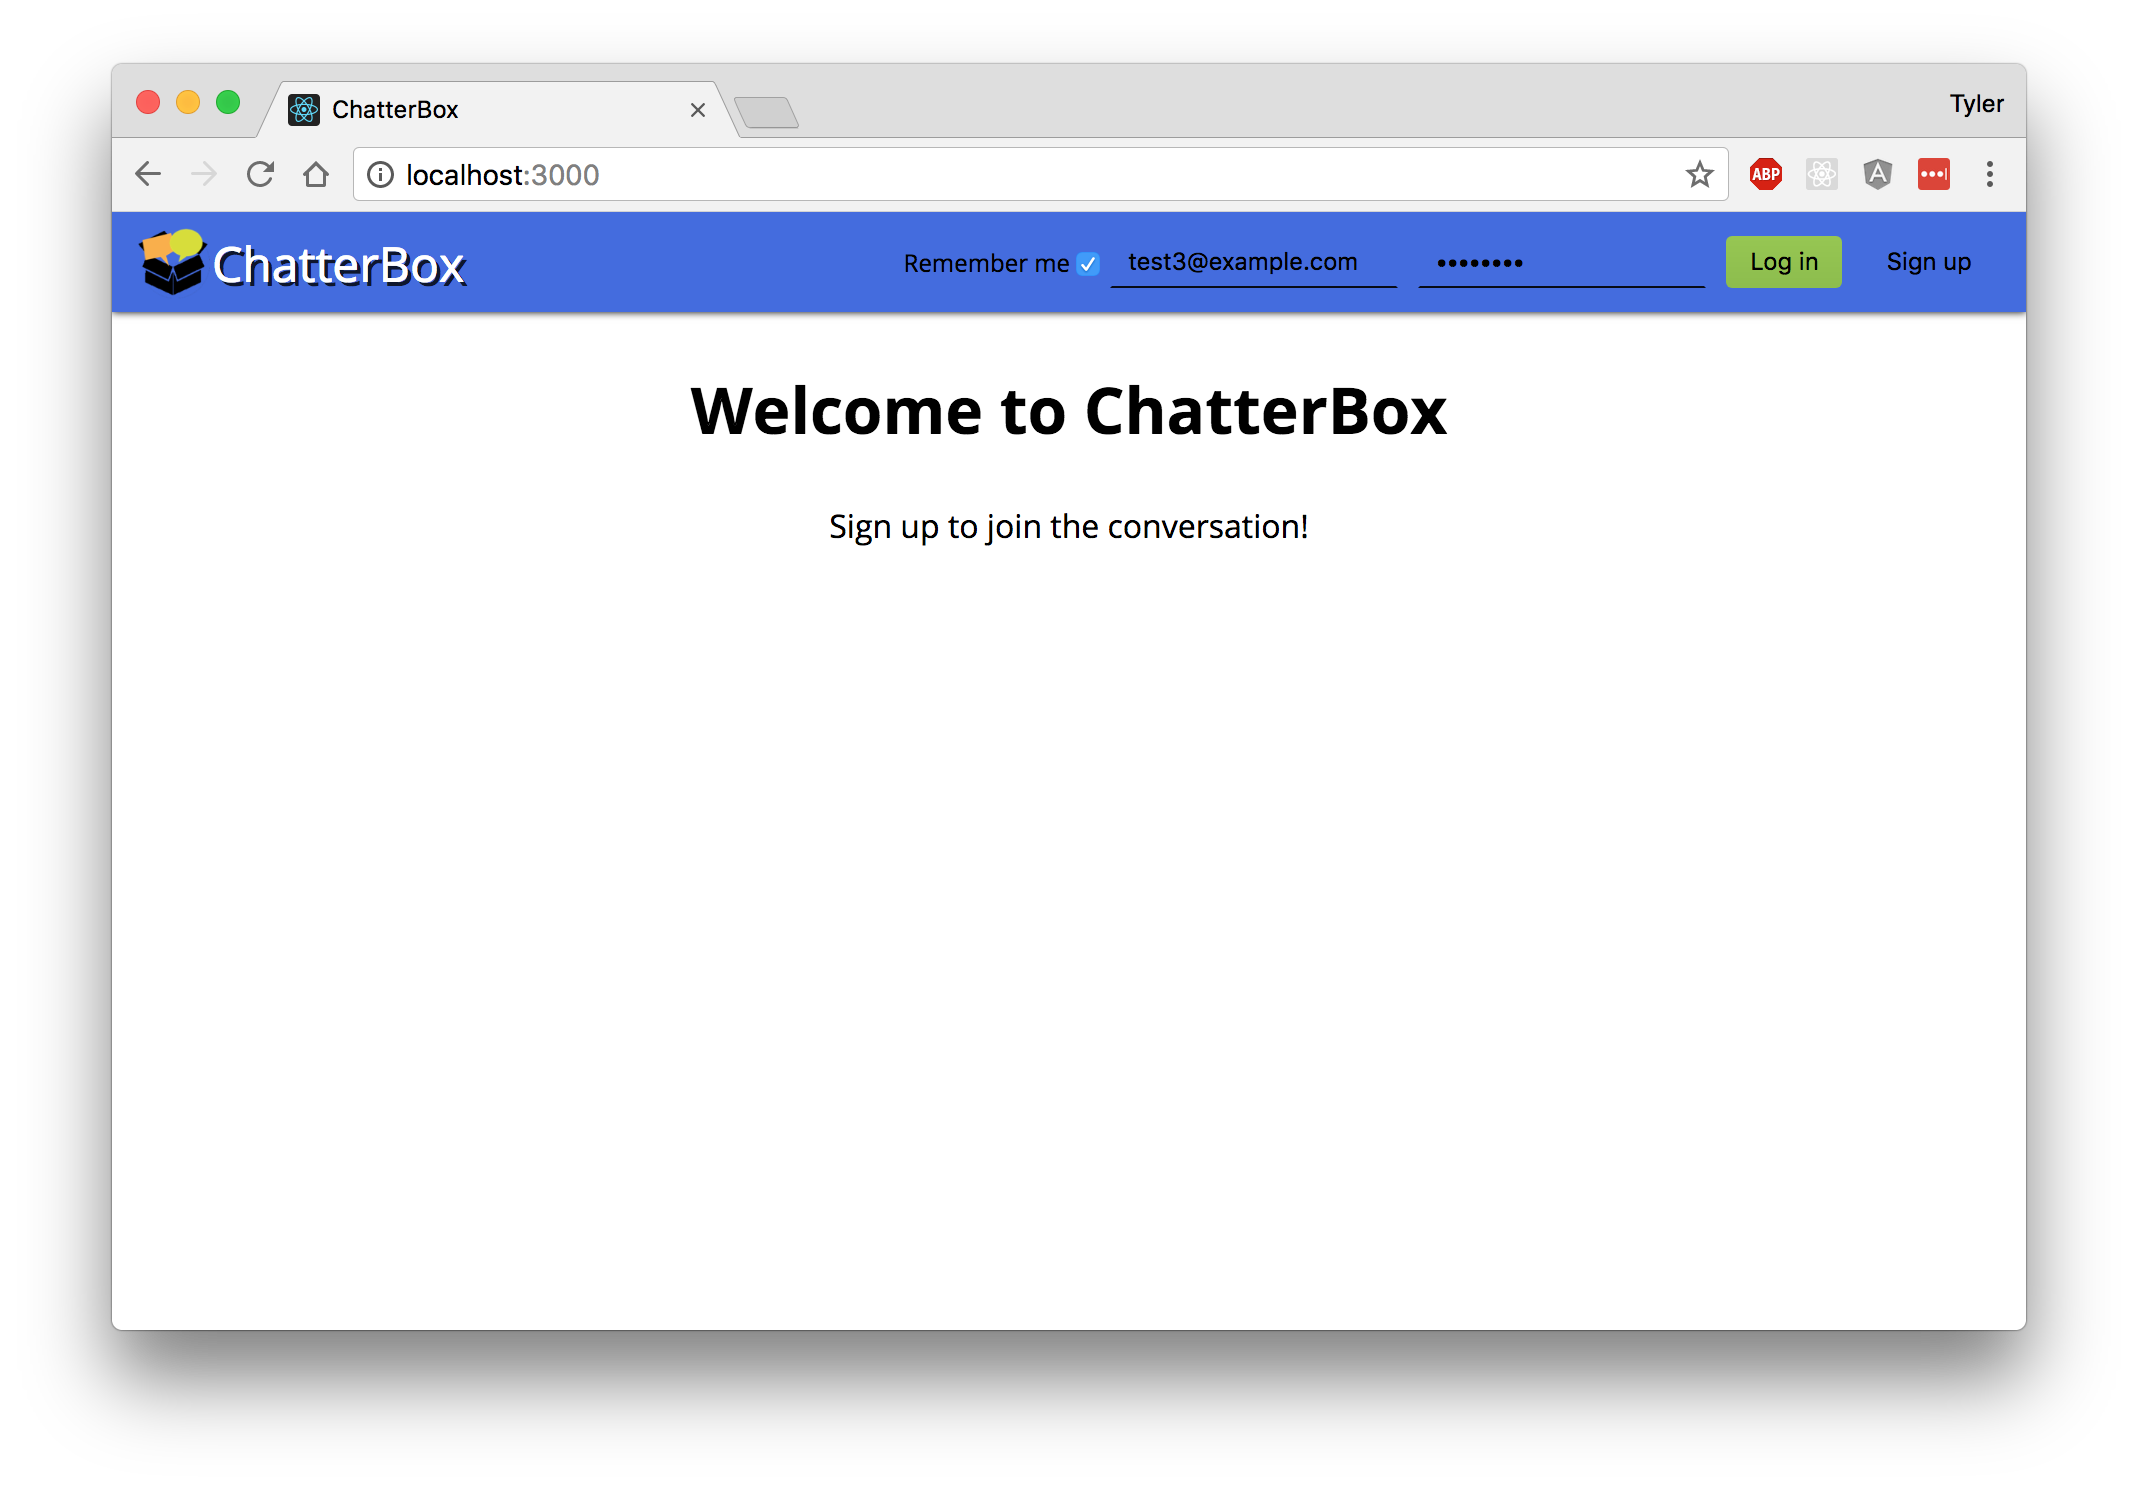 ChatterBox
Tyler
localhost:3000
ABP
A
ChatterBox
Remember me test3@example.com •••••••• Log in Sign up
Welcome to ChatterBox
Sign up to join the conversation!